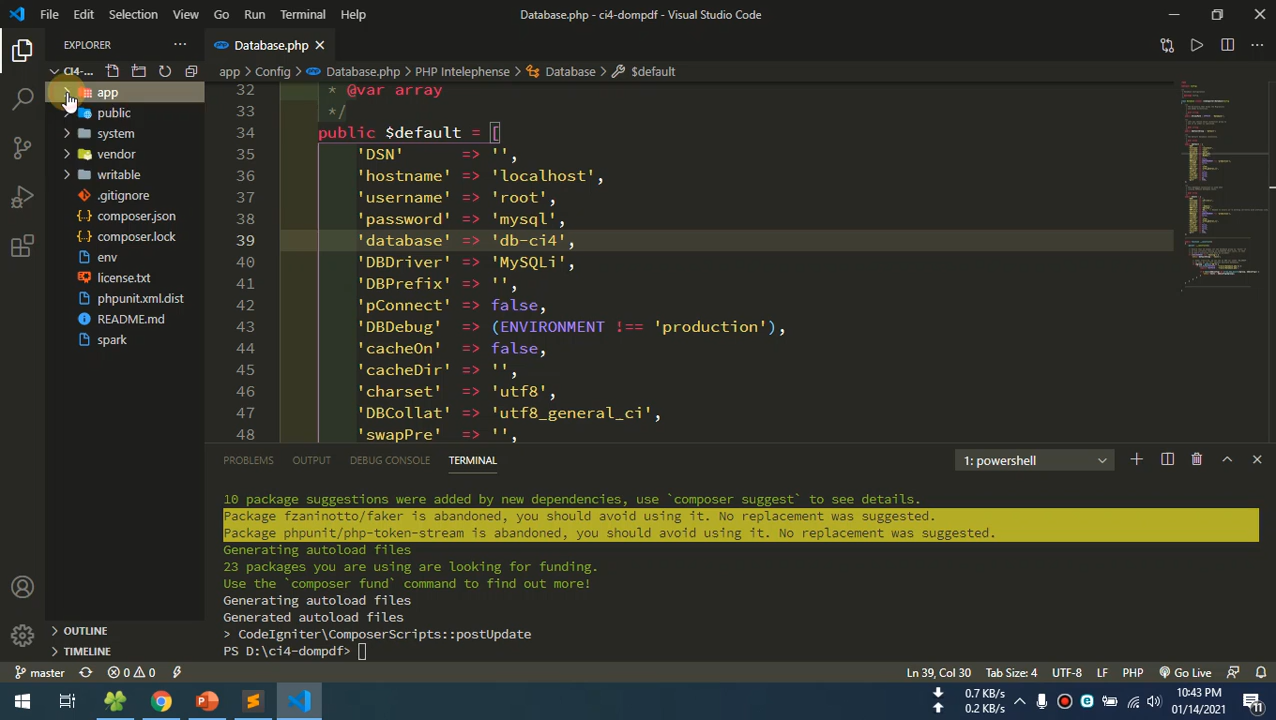 File Edit Selection View Go Run Terminal Help
Database.php - ci4-dompdf - Visual Studio Code
EXPLORER
Database.php
CI4-...
app > Config > Database.php > PHP Intelephense > Database > $default
app
public
system
vendor
writable
.gitignore
composer.json
composer.lock
env
license.txt
phpunit.xml.dist
README.md
spark
32 * @var array
33 */
34 public $default = [
35 'DSN' => '',
36 'hostname' => 'localhost',
37 'username' => 'root',
38 'password' => 'mysql',
39 'database' => 'db-ci4',
40 'DBDriver' => 'MySQLi',
41 'DBPrefix' => '',
42 'pConnect' => false,
43 'DBDebug' => (ENVIRONMENT !== 'production'),
44 'cacheOn' => false,
45 'cacheDir' => '',
46 'charset' => 'utf8',
47 'DBCollat' => 'utf8_general_ci',
48 'swapPre' => '',
PROBLEMS OUTPUT DEBUG CONSOLE TERMINAL
1: powershell
10 package suggestions were added by new dependencies, use `composer suggest` to see details.
Package fzaninotto/faker is abandoned, you should avoid using it. No replacement was suggested.
Package phpunit/php-token-stream is abandoned, you should avoid using it. No replacement was suggested.
Generating autoload files
23 packages you are using are looking for funding.
Use the `composer fund` command to find out more!
Generating autoload files
Generated autoload files
> CodeIgniter\ComposerScripts::postUpdate
PS D:\ci4-dompdf>
OUTLINE
TIMELINE
master 0 0
Ln 39, Col 30 Tab Size: 4 UTF-8 LF PHP Go Live
0.7 KB/s
0.2 KB/s
10:43 PM
01/14/2021
11